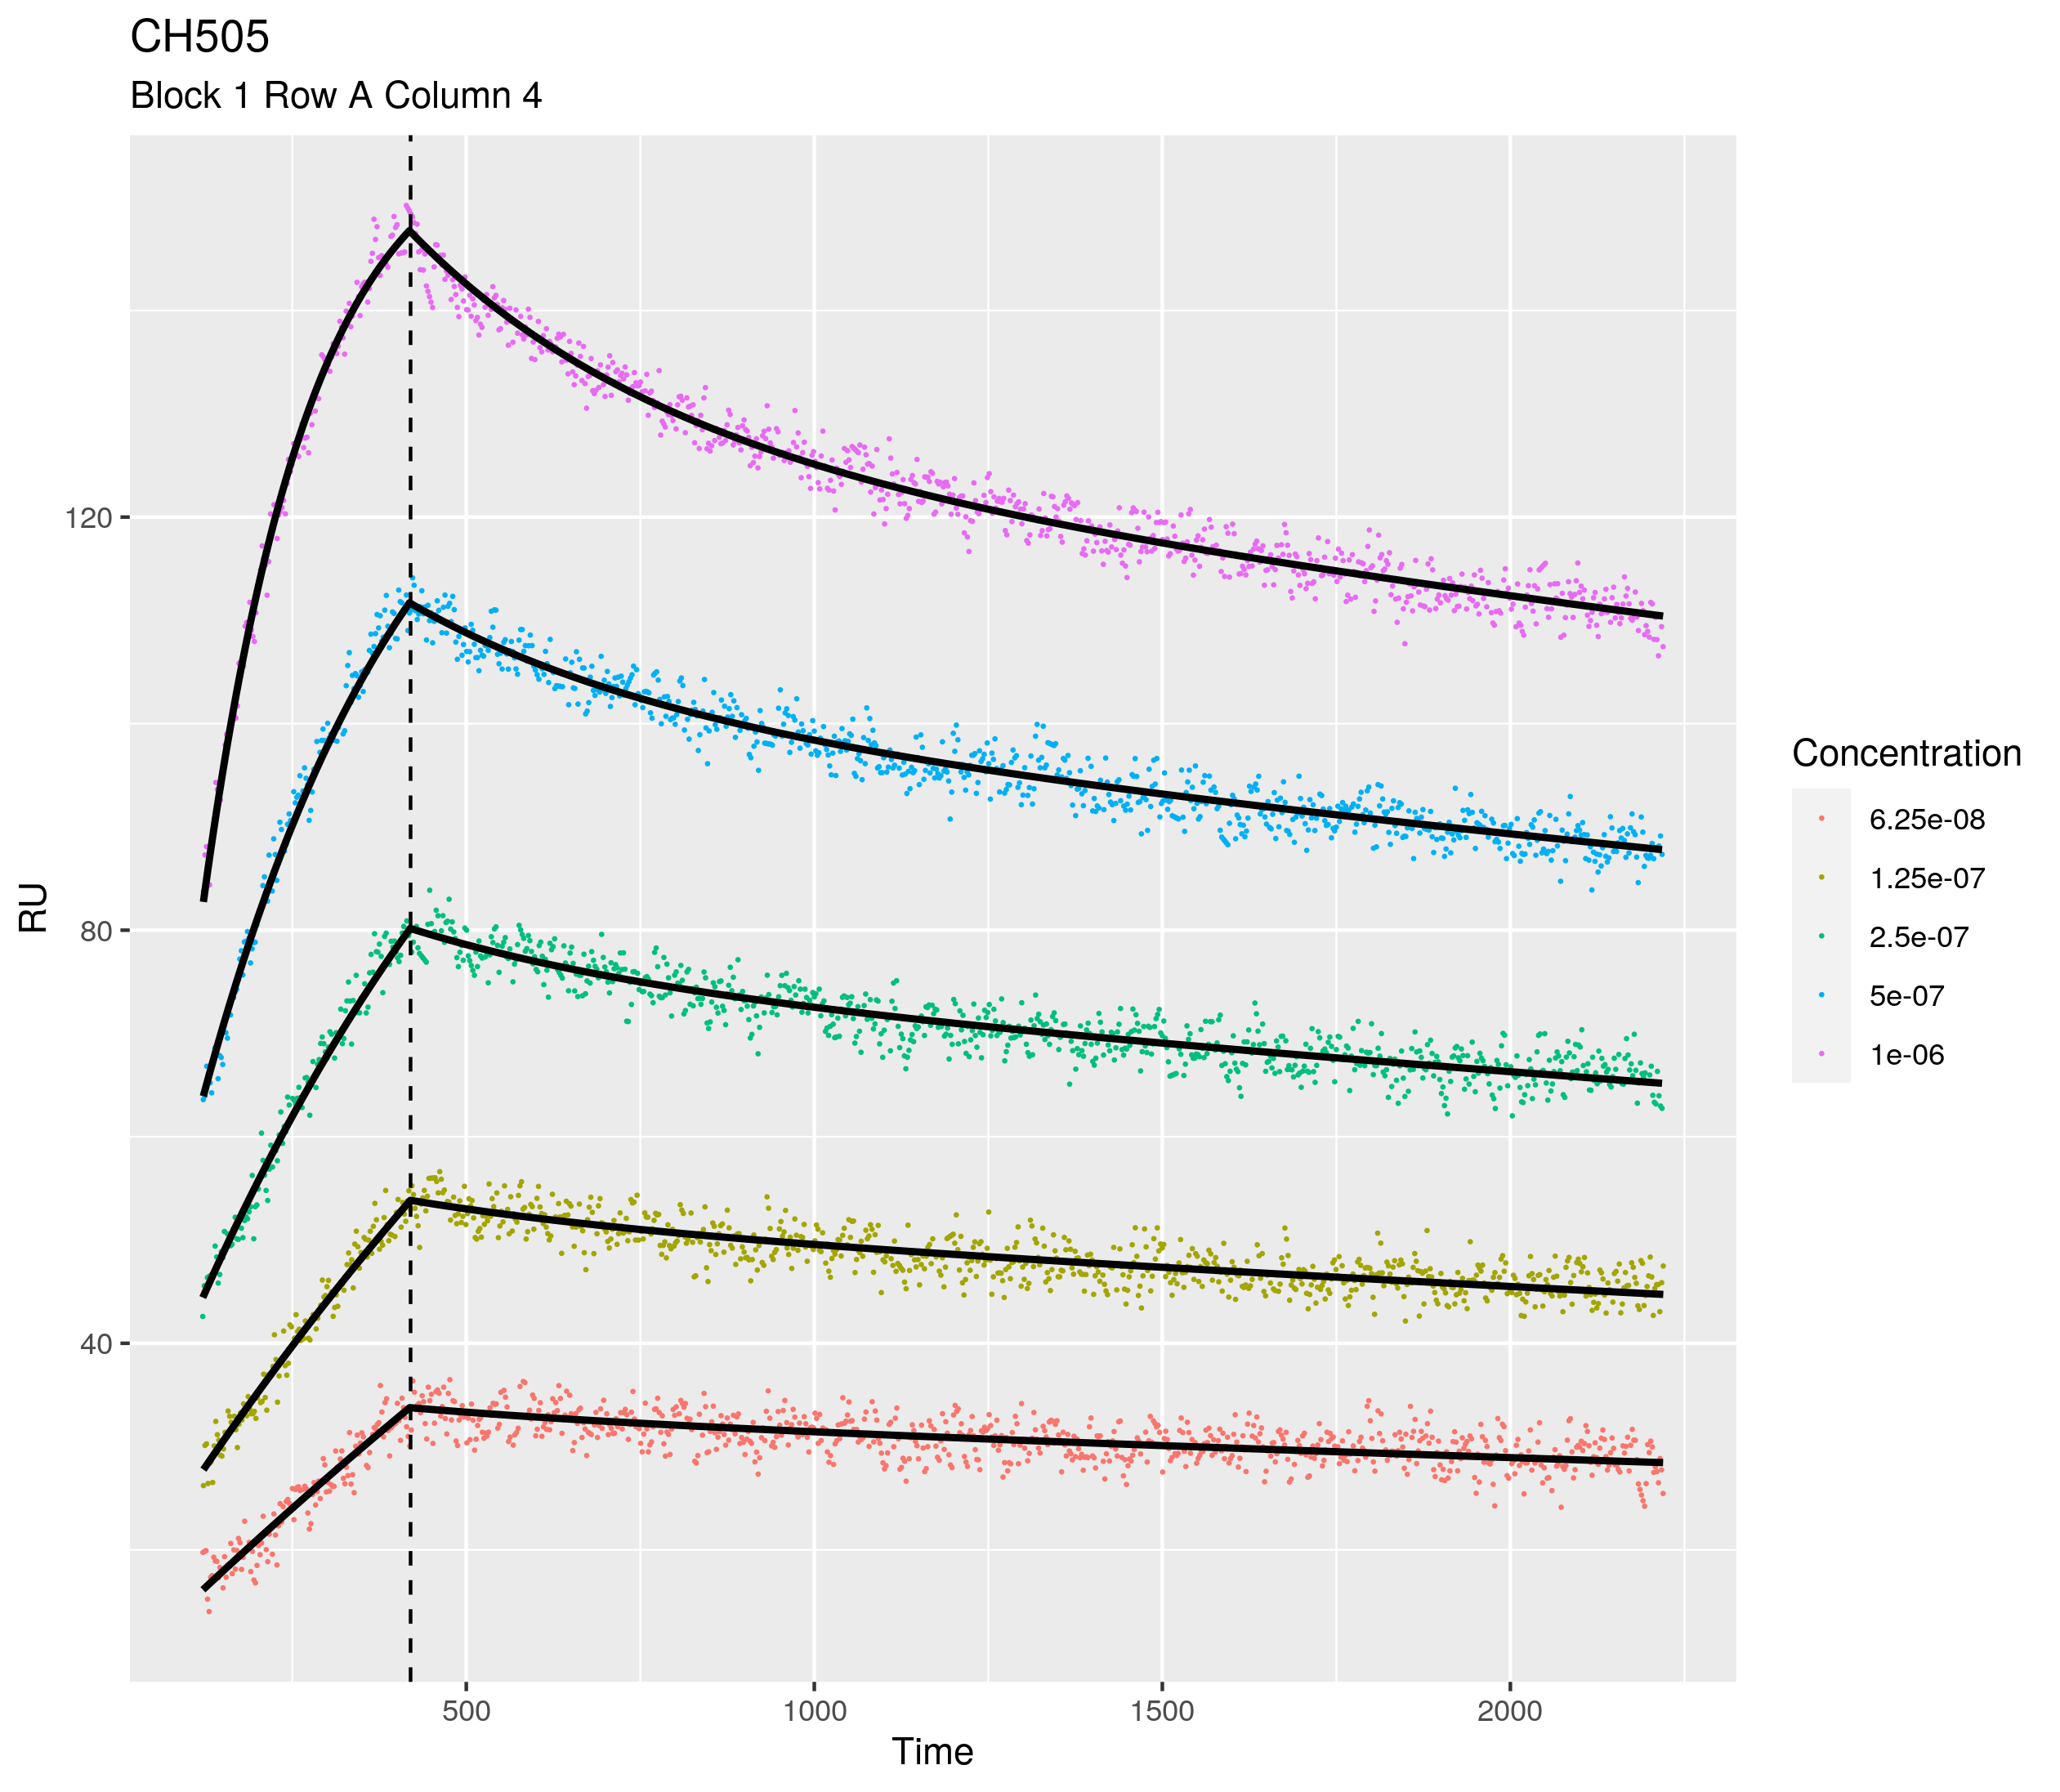 CH505
Block 1 Row A Column 4
RU
120
80
40
500
1000
1500
2000
Time
Concentration
6.25e-08
1.25e-07
2.5e-07
5e-07
1e-06